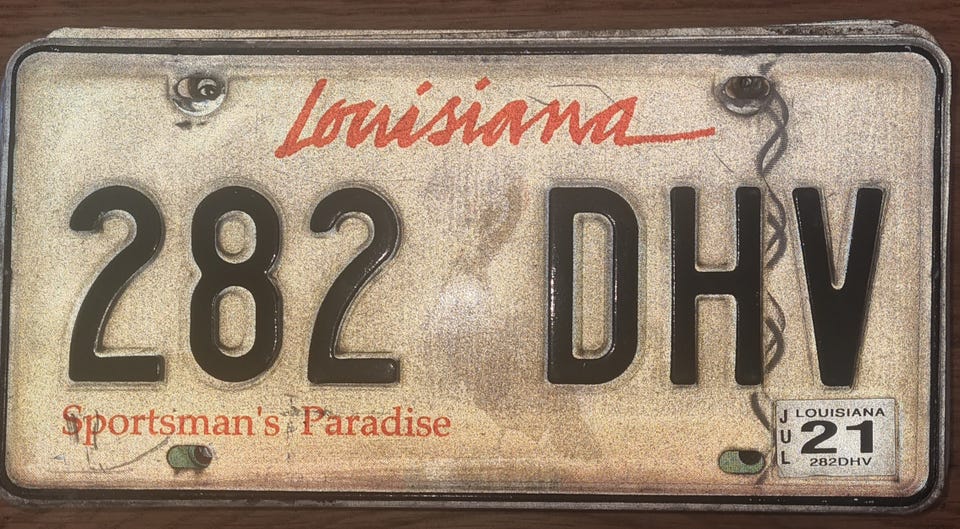 Louisiana
282 DHV
Sportsman's Paradise
JUL
LOUISIANA
21
282DHV